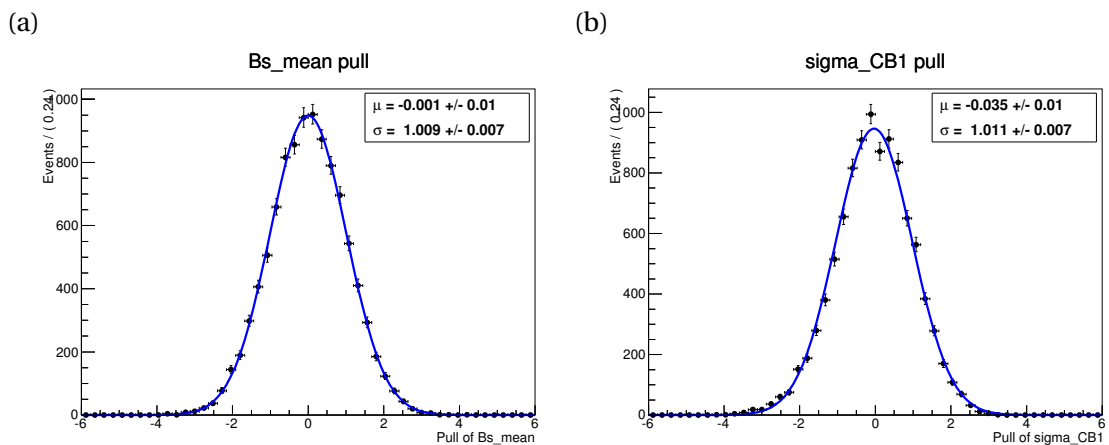 (a)
Bs_mean pull
Events / ( 0.24 )
1000
800
600
400
200
0
μ = -0.001 +/- 0.01
σ = 1.009 +/- 0.007
-6 -4 -2 0 2 4 6
Pull of Bs_mean
(b)
sigma_CB1 pull
Events / ( 0.24 )
1000
800
600
400
200
0
μ = -0.035 +/- 0.01
σ = 1.011 +/- 0.007
-6 -4 -2 0 2 4 6
Pull of sigma_CB1